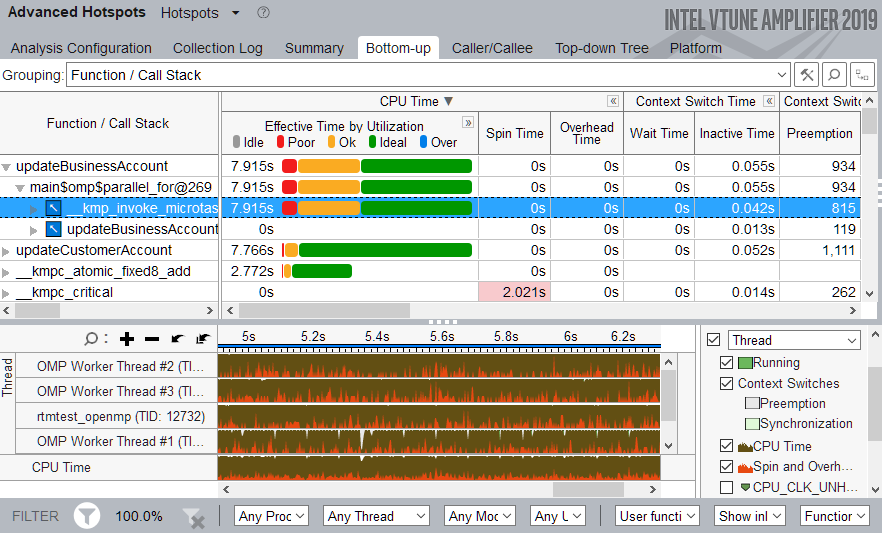 Advanced Hotspots Hotspots INTEL VTUNE AMPLIFIER 2019
Analysis Configuration Collection Log Summary Bottom-up Caller/Callee Top-down Tree Platform
Grouping: Function / Call Stack
CPU Time Context Switch Time Context Switc
Function / Call Stack Effective Time by Utilization Spin Time Overhead Time Wait Time Inactive Time Preemption
Idle Poor Ok Ideal Over
updateBusinessAccount 7.915s 0s 0s 0s 0.055s 934
main$omp$parallel_for@269 7.915s 0s 0s 0s 0.055s 934
__kmp_invoke_microtas 7.915s 0s 0s 0s 0.042s 815
updateBusinessAccount 0s 0s 0s 0s 0.013s 119
updateCustomerAccount 7.766s 0s 0s 0s 0.052s 1,111
__kmpc_atomic_fixed8_add 2.772s 0s 0s
__kmpc_critical 0s 2.021s 0s 0s 0.014s 262
5s 5.2s 5.4s 5.6s 5.8s 6s 6.2s
Thread
OMP Worker Thread #2 (TI...
OMP Worker Thread #3 (TI...
rtmtest_openmp (TID: 12732)
OMP Worker Thread #1 (TI...
CPU Time
Thread
Running
Context Switches
Preemption
Synchronization
CPU Time
Spin and Overh...
CPU_CLK_UNH...
FILTER 100.0% Any Proc Any Thread Any Moc Any U User functi Show inl Functior